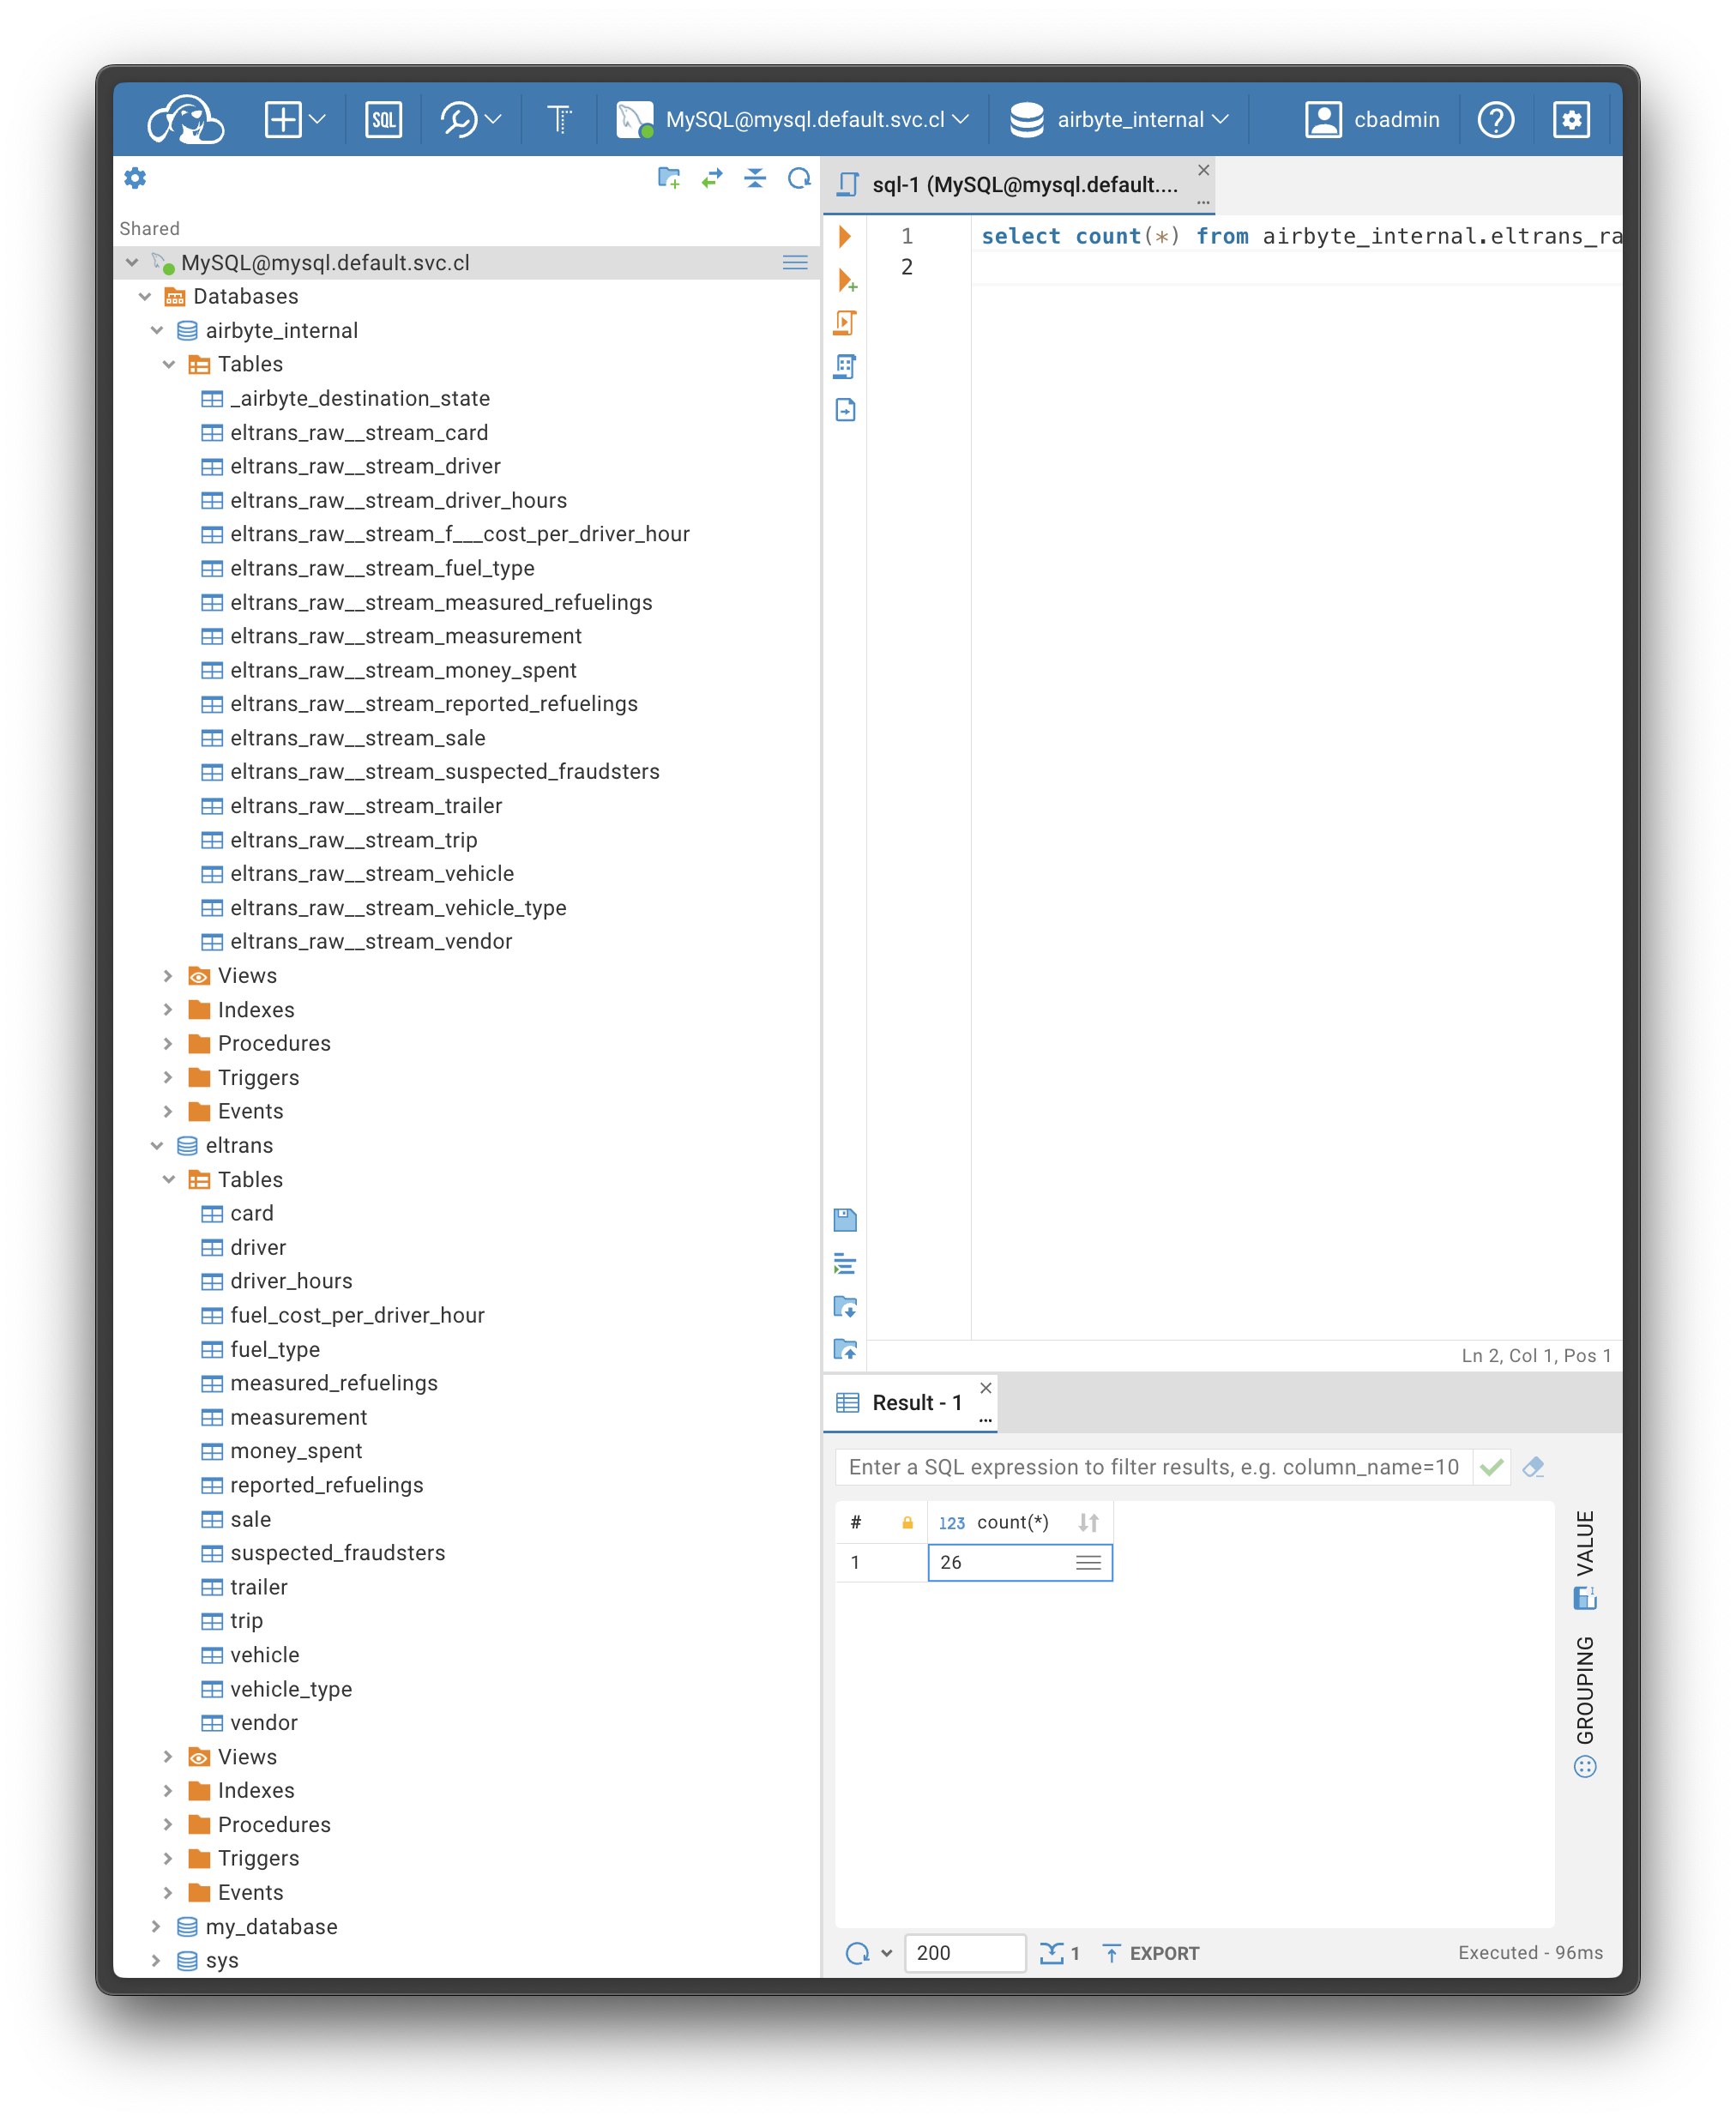 SQL
MySQL@mysql.default.svc.cl
airbyte_internal
cbadmin
Shared
MySQL@mysql.default.svc.cl
Databases
airbyte_internal
Tables
_airbyte_destination_state
eltrans_raw__stream_card
eltrans_raw__stream_driver
eltrans_raw__stream_driver_hours
eltrans_raw__stream_f___cost_per_driver_hour
eltrans_raw__stream_fuel_type
eltrans_raw__stream_measured_refuelings
eltrans_raw__stream_measurement
eltrans_raw__stream_money_spent
eltrans_raw__stream_reported_refuelings
eltrans_raw__stream_sale
eltrans_raw__stream_suspected_fraudsters
eltrans_raw__stream_trailer
eltrans_raw__stream_trip
eltrans_raw__stream_vehicle
eltrans_raw__stream_vehicle_type
eltrans_raw__stream_vendor
Views
Indexes
Procedures
Triggers
Events
eltrans
Tables
card
driver
driver_hours
fuel_cost_per_driver_hour
fuel_type
measured_refuelings
measurement
money_spent
reported_refuelings
sale
suspected_fraudsters
trailer
trip
vehicle
vehicle_type
vendor
Views
Indexes
Procedures
Triggers
Events
my_database
sys
sql-1 (MySQL@mysql.default....
1 select count(*) from airbyte_internal.eltrans_ra
2
Ln 2, Col 1, Pos 1
Result - 1
Enter a SQL expression to filter results, e.g. column_name=10
# 123 count(*)
1 26
VALUE
GROUPING
200 1 EXPORT Executed - 96ms